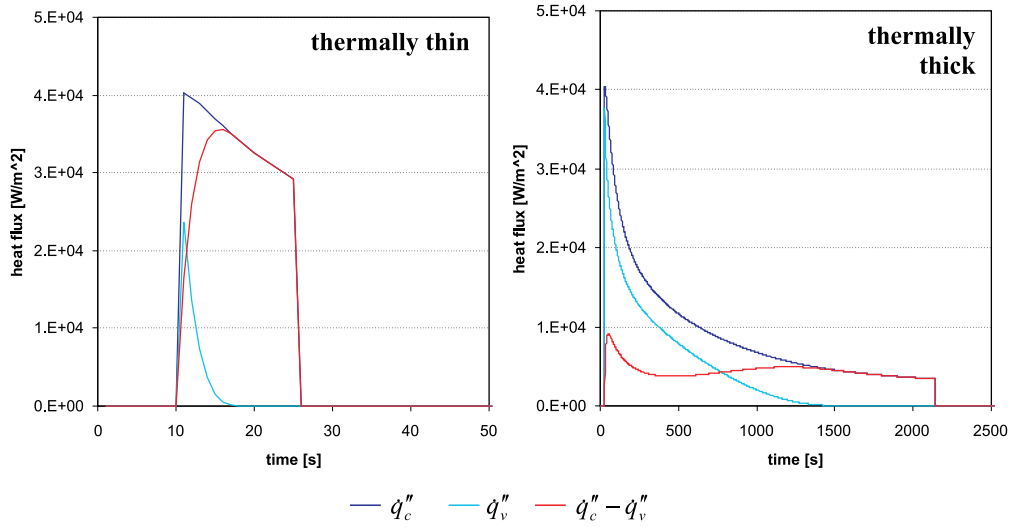 thermally thin
5.E+04
4.E+04
3.E+04
2.E+04
1.E+04
0.E+00
heat flux [W/m^2]
0 10 20 30 40 50
time [s]
thermally
thick
5.E+04
4.E+04
3.E+04
2.E+04
1.E+04
0.E+00
heat flux [W/m^2]
0 500 1000 1500 2000 2500
time [s]
q̇″c q̇″v q̇″c − q̇″v